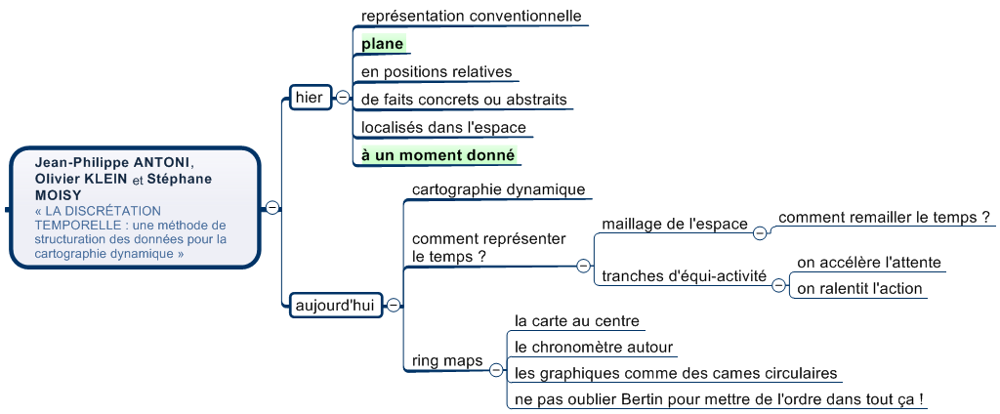 Jean-Philippe ANTONI,
Olivier KLEIN et Stéphane
MOISY
« LA DISCRÉTATION
TEMPORELLE : une méthode de
structuration des données pour la
cartographie dynamique »
hier
représentation conventionnelle
plane
en positions relatives
de faits concrets ou abstraits
localisés dans l'espace
à un moment donné
aujourd'hui
cartographie dynamique
comment représenter
le temps ?
maillage de l'espace
comment remailler le temps ?
tranches d'équi-activité
on accélère l'attente
on ralentit l'action
ring maps
la carte au centre
le chronomètre autour
les graphiques comme des cames circulaires
ne pas oublier Bertin pour mettre de l'ordre dans tout ça !